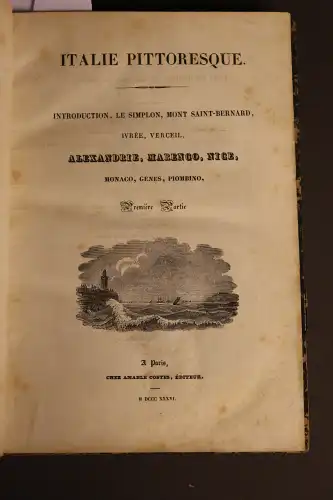 ITALIE PITTORESQUE.
INTRODUCTION. LE SIMPLON, MONT SAINT-BERNARD,
IVRÉE, VERCEIL,
ALEXANDRIE, MARENGO, NICE,
MONACO, GENES, PIOMBINO,
Première Partie
A Paris,
CHEZ AMABLE COSTES, ÉDITEUR,
M DCCC XXXVI.